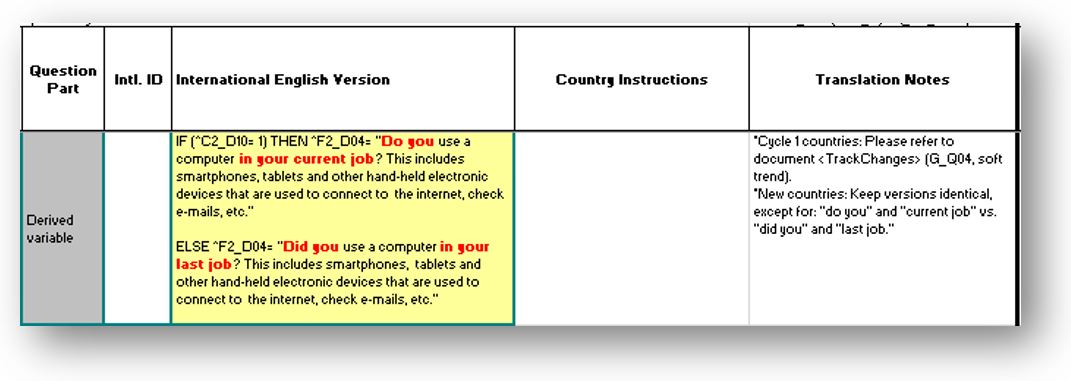 Question
Part
Intl. ID
International English Version
Country Instructions
Translation Notes
Derived
variable
IF (^C2_D10= 1) THEN ^F2_D04= "Do you use a
computer in your current job? This includes
smartphones, tablets and other hand-held electronic
devices that are used to connect to the internet, check
e-mails, etc."
ELSE ^F2_D04= "Did you use a computer in your
last job? This includes smartphones, tablets and
other hand-held electronic devices that are used to
connect to the internet, check e-mails, etc."
*Cycle 1 countries: Please refer to
document <TrackChanges> (G_Q04, soft
trend).
*New countries: Keep versions identical,
except for: "do you" and "current job" vs.
"did you" and "last job."